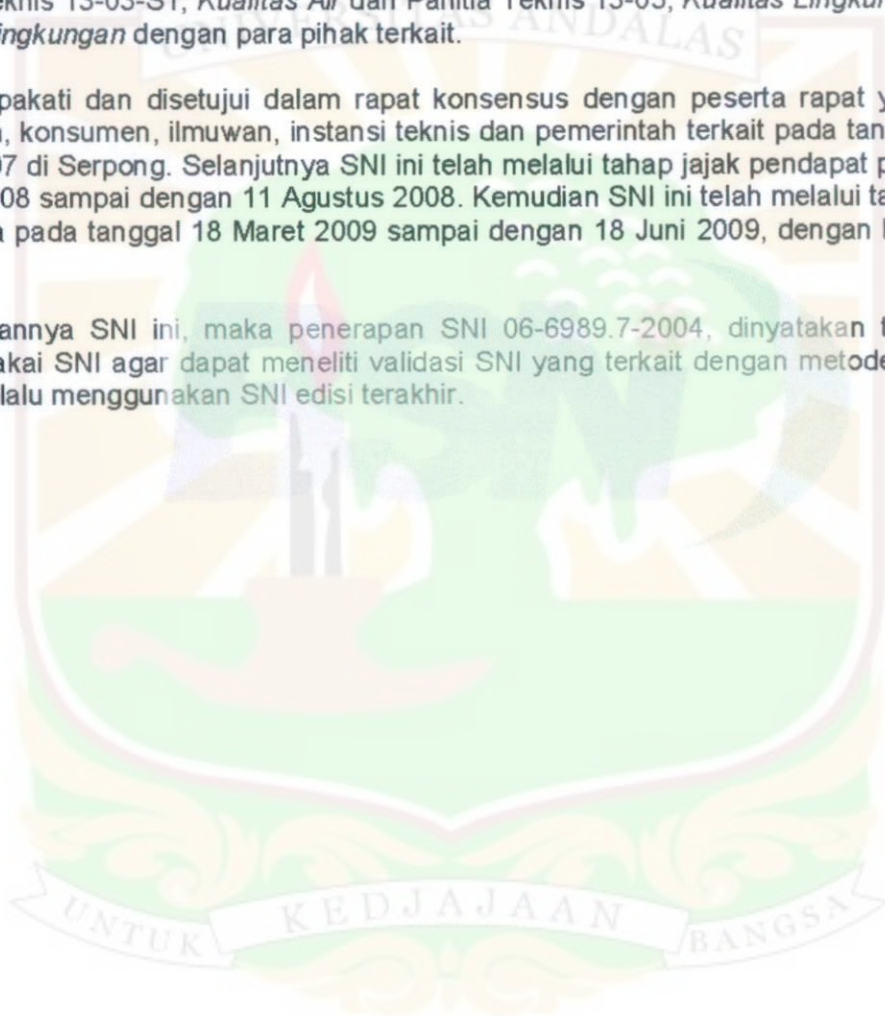 UNIVERSITAS ANDALAS
eknis 13-03-S1, Kualitas Air dan Panitia Teknis 13-03, Kualitas Lingkun
ingkungan dengan para pihak terkait.
pakati dan disetujui dalam rapat konsensus dengan peserta rapat y
, konsumen, ilmuwan, instansi teknis dan pemerintah terkait pada tan
07 di Serpong. Selanjutnya SNI ini telah melalui tahap jajak pendapat p
08 sampai dengan 11 Agustus 2008. Kemudian SNI ini telah melalui ta
a pada tanggal 18 Maret 2009 sampai dengan 18 Juni 2009, dengan
annya SNI ini, maka penerapan SNI 06-6989.7-2004, dinyatakan t
akai SNI agar dapat meneliti validasi SNI yang terkait dengan metode
lalu menggunakan SNI edisi terakhir.
BSN
UNTUK KEDJAJAAN BANGSA